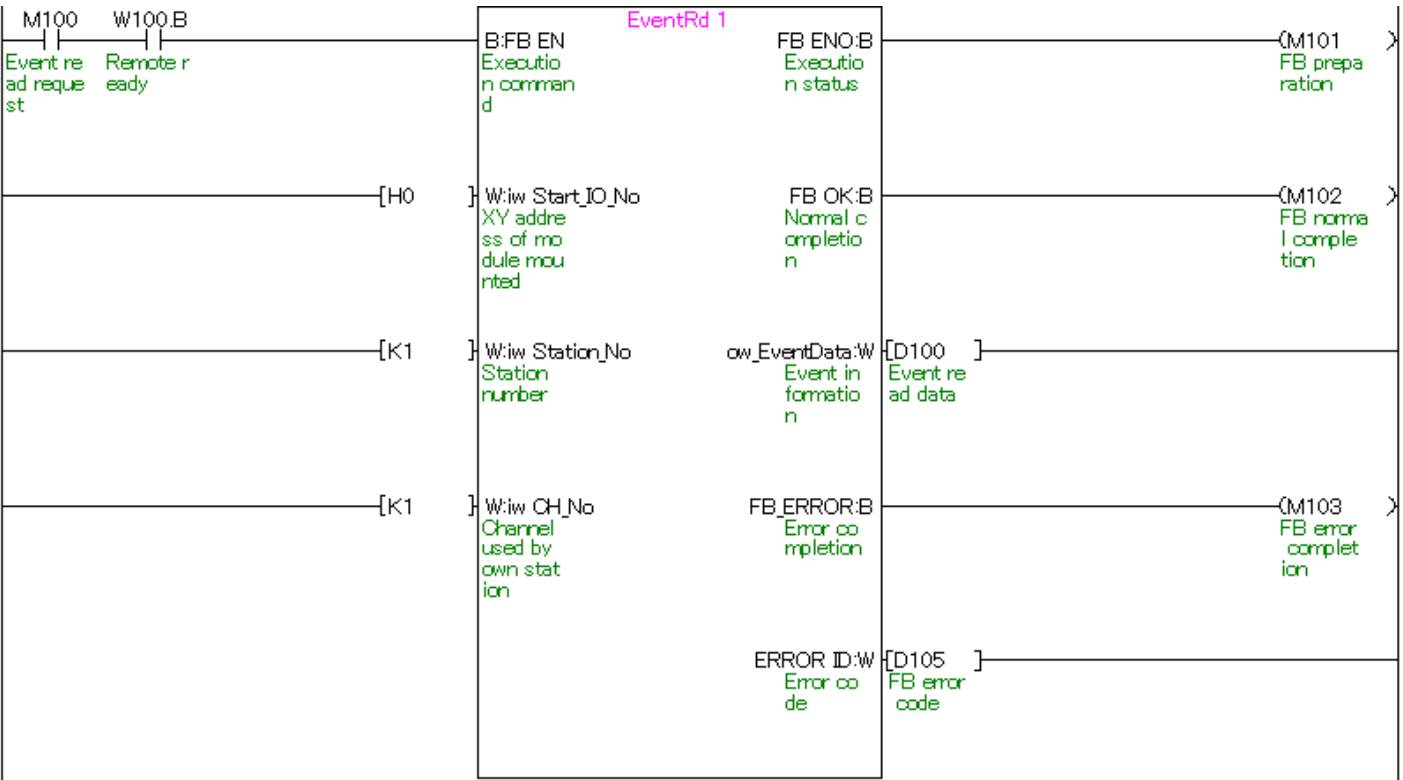 M100 W100.B EventRd 1
B:FB EN FB ENO:B (M101 )
Event re Remote r Executio Executio FB prepa
ad reque eady n comman n status ration
st d
[H0 ] W:iw Start_IO_No FB OK:B (M102 )
XY addre Normal c FB norma
ss of mo ompletio l comple
dule mou n tion
nted
[K1 ] W:iw Station_No ow_EventData:W [D100 ]
Station Event in Event re
number formatio ad data
n
[K1 ] W:iw CH_No FB_ERROR:B (M103 )
Channel Error co FB error
used by mpletion complet
own stat ion
ion
ERROR ID:W [D105 ]
Error co FB error
de code